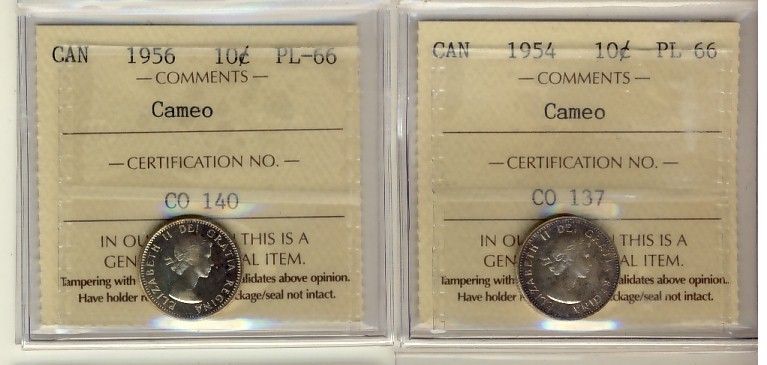 CAN 1956 10¢ PL-66
— COMMENTS —
Cameo
— CERTIFICATION NO. —
CO 140
IN OU THIS IS A
GEN AL ITEM.
Tampering with alidates above opinion.
Have holder ckage/seal not intact.
ELIZABETH II DEI GRATIA REGINA
CAN 1954 10¢ PL 66
— COMMENTS —
Cameo
— CERTIFICATION NO. —
CO 137
IN OU THIS IS A
GEN AL ITEM.
Tampering with alidates above opinion.
Have holder ckage/seal not intact.
ELIZABETH II DEI GRATIA REGINA